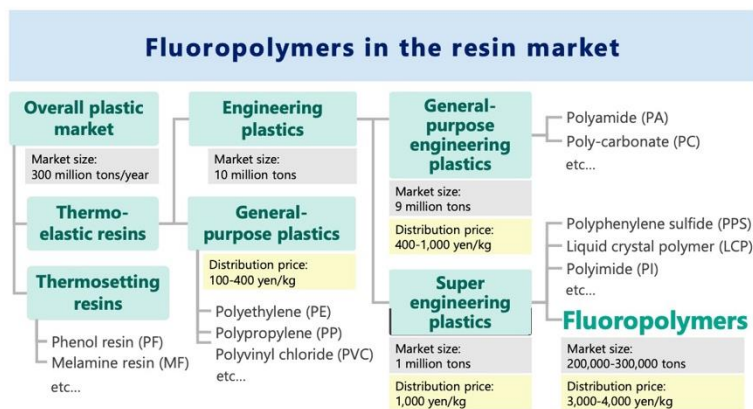 Fluoropolymers in the resin market
Overall plastic
market
Market size:
300 million tons/year
Thermo-
elastic resins
Thermosetting
resins
Phenol resin (PF)
Melamine resin (MF)
etc...
Engineering
plastics
Market size:
10 million tons
General-
purpose plastics
Distribution price:
100-400 yen/kg
Polyethylene (PE)
Polypropylene (PP)
Polyvinyl chloride (PVC)
etc...
General-
purpose
engineering
plastics
Market size:
9 million tons
Distribution price:
400-1,000 yen/kg
Super
engineering
plastics
Market size:
1 million tons
Distribution price:
1,000 yen/kg
Polyamide (PA)
Poly-carbonate (PC)
etc...
Polyphenylene sulfide (PPS)
Liquid crystal polymer (LCP)
Polyimide (PI)
etc...
Fluoropolymers
Market size:
200,000-300,000 tons
Distribution price:
3,000-4,000 yen/kg